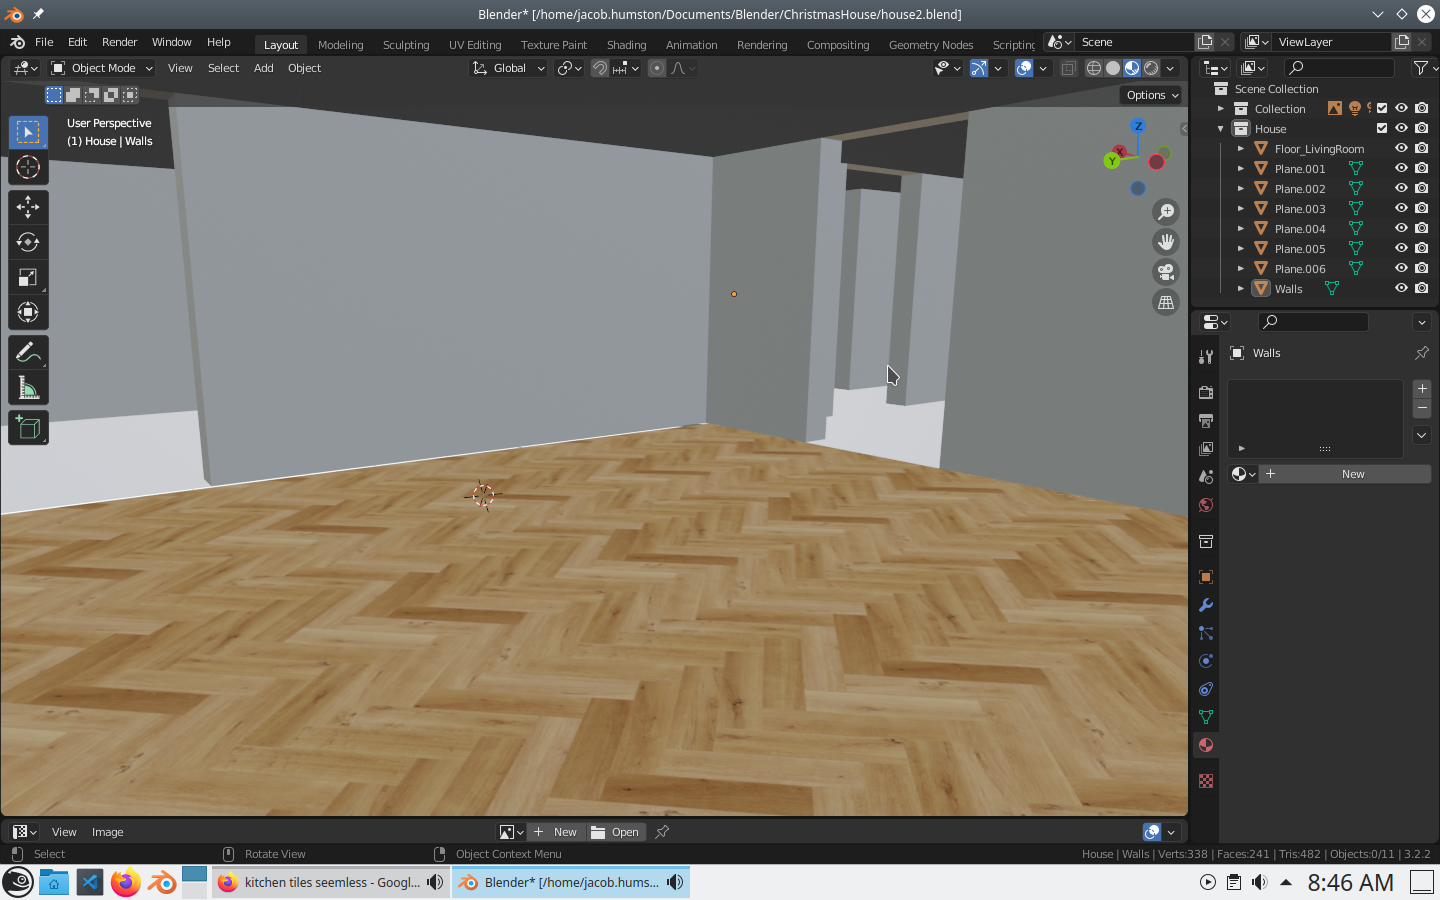 Blender* [/home/jacob.humston/Documents/Blender/ChristmasHouse/house2.blend]
File Edit Render Window Help Layout Modeling Sculpting UV Editing Texture Paint Shading Animation Rendering Compositing Geometry Nodes Scripting Scene ViewLayer
Object Mode View Select Add Object Global
Options
User Perspective
(1) House | Walls
Z
X
Y
Scene Collection
Collection
House
Floor_LivingRoom
Plane.001
Plane.002
Plane.003
Plane.004
Plane.005
Plane.006
Walls
Walls
New
View Image New Open
Select Rotate View Object Context Menu House | Walls | Verts:338 | Faces:241 | Tris:482 | Objects:0/11 | 3.2.2
kitchen tiles seemless - Googl... Blender* [/home/jacob.hums... 8:46 AM